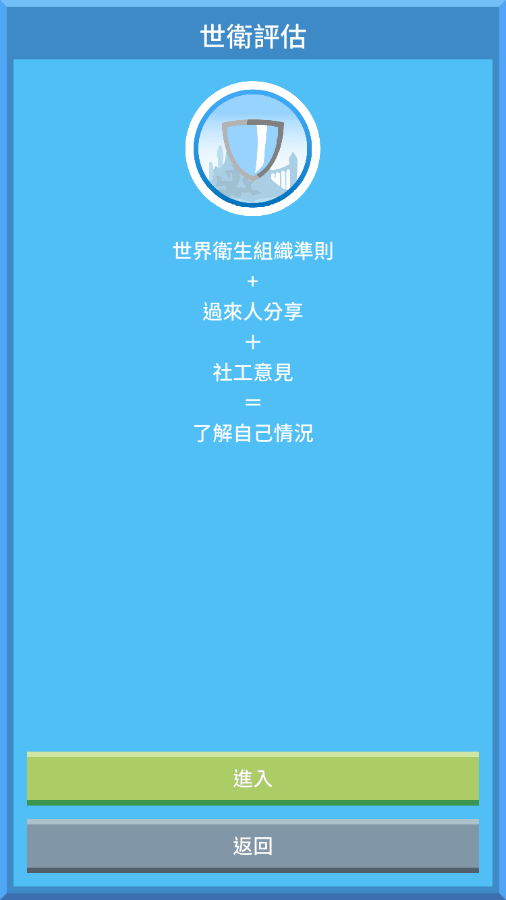 世衛評估
世界衛生組織準則
+
過來人分享
＋
社工意見
＝
了解自己情況
進入
返回